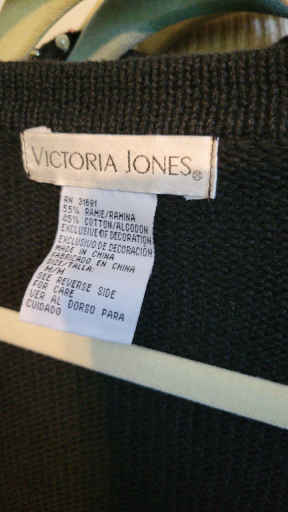 VICTORIA JONES®
RN 31691
55% RAMIE/RAMINA
45% COTTON/ALGODON
EXCLUSIVE OF DECORATION
EXCLUSIVO DE DECORACION
MADE IN CHINA
FABRICADO EN CHINA
SIZE/TALLA:
M/M
SEE REVERSE SIDE
FOR CARE
VER AL DORSO PARA
CUIDADO